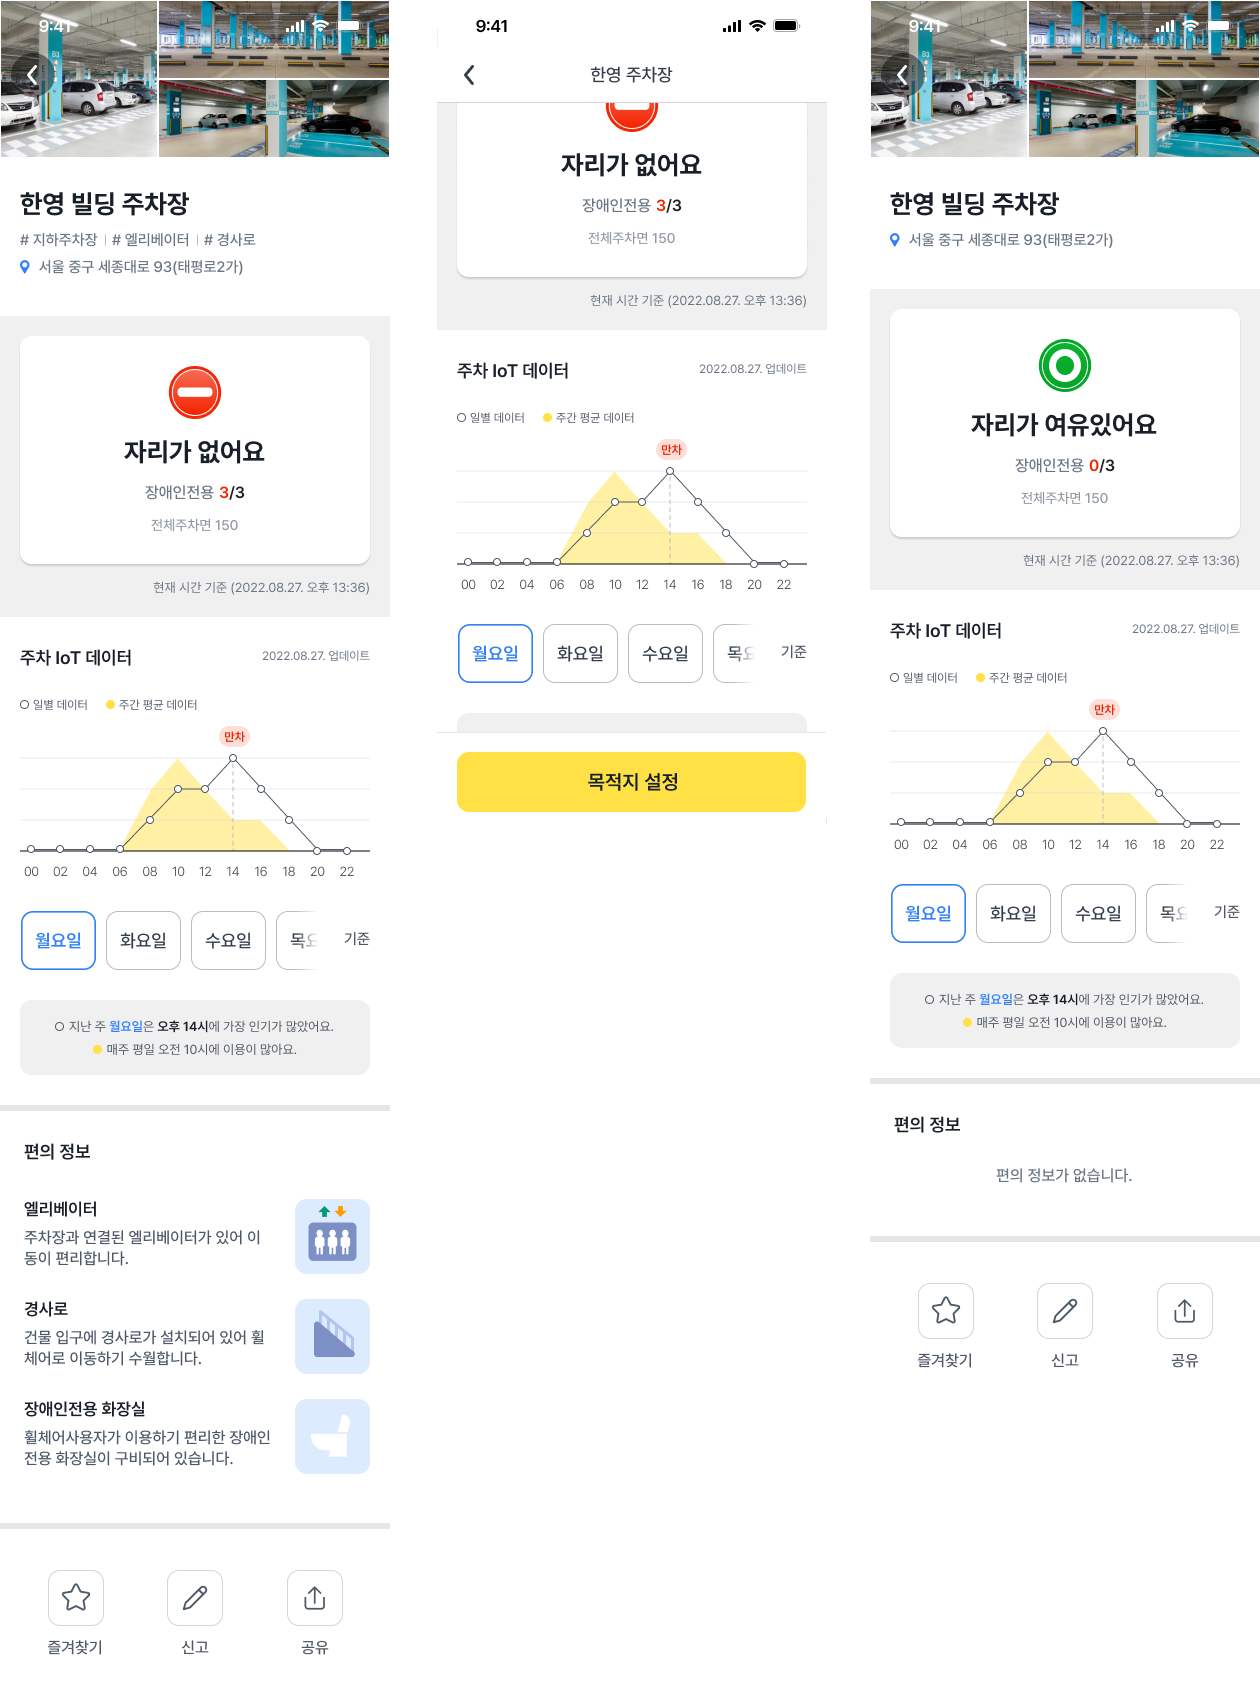 9:41
한영 빌딩 주차장
# 지하주차장 | # 엘리베이터 | # 경사로
서울 중구 세종대로 93(태평로2가)
자리가 없어요
장애인전용 3/3
전체주차면 150
현재 시간 기준 (2022.08.27. 오후 13:36)
주차 IoT 데이터
2022.08.27. 업데이트
일별 데이터
주간 평균 데이터
만차
00 02 04 06 08 10 12 14 16 18 20 22
월요일 화요일 수요일 목요 기준
지난 주 월요일은 오후 14시에 가장 인기가 많았어요.
매주 평일 오전 10시에 이용이 많아요.
편의 정보
엘리베이터
주차장과 연결된 엘리베이터가 있어 이
동이 편리합니다.
경사로
건물 입구에 경사로가 설치되어 있어 휠
체어로 이동하기 수월합니다.
장애인전용 화장실
휠체어사용자가 이용하기 편리한 장애인
전용 화장실이 구비되어 있습니다.
즐겨찾기 신고 공유
9:41
한영 주차장
자리가 없어요
장애인전용 3/3
전체주차면 150
현재 시간 기준 (2022.08.27. 오후 13:36)
주차 IoT 데이터
2022.08.27. 업데이트
일별 데이터
주간 평균 데이터
만차
00 02 04 06 08 10 12 14 16 18 20 22
월요일 화요일 수요일 목요 기준
목적지 설정
9:41
한영 빌딩 주차장
서울 중구 세종대로 93(태평로2가)
자리가 여유있어요
장애인전용 0/3
전체주차면 150
현재 시간 기준 (2022.08.27. 오후 13:36)
주차 IoT 데이터
2022.08.27. 업데이트
일별 데이터
주간 평균 데이터
만차
00 02 04 06 08 10 12 14 16 18 20 22
월요일 화요일 수요일 목요 기준
지난 주 월요일은 오후 14시에 가장 인기가 많았어요.
매주 평일 오전 10시에 이용이 많아요.
편의 정보
편의 정보가 없습니다.
즐겨찾기 신고 공유